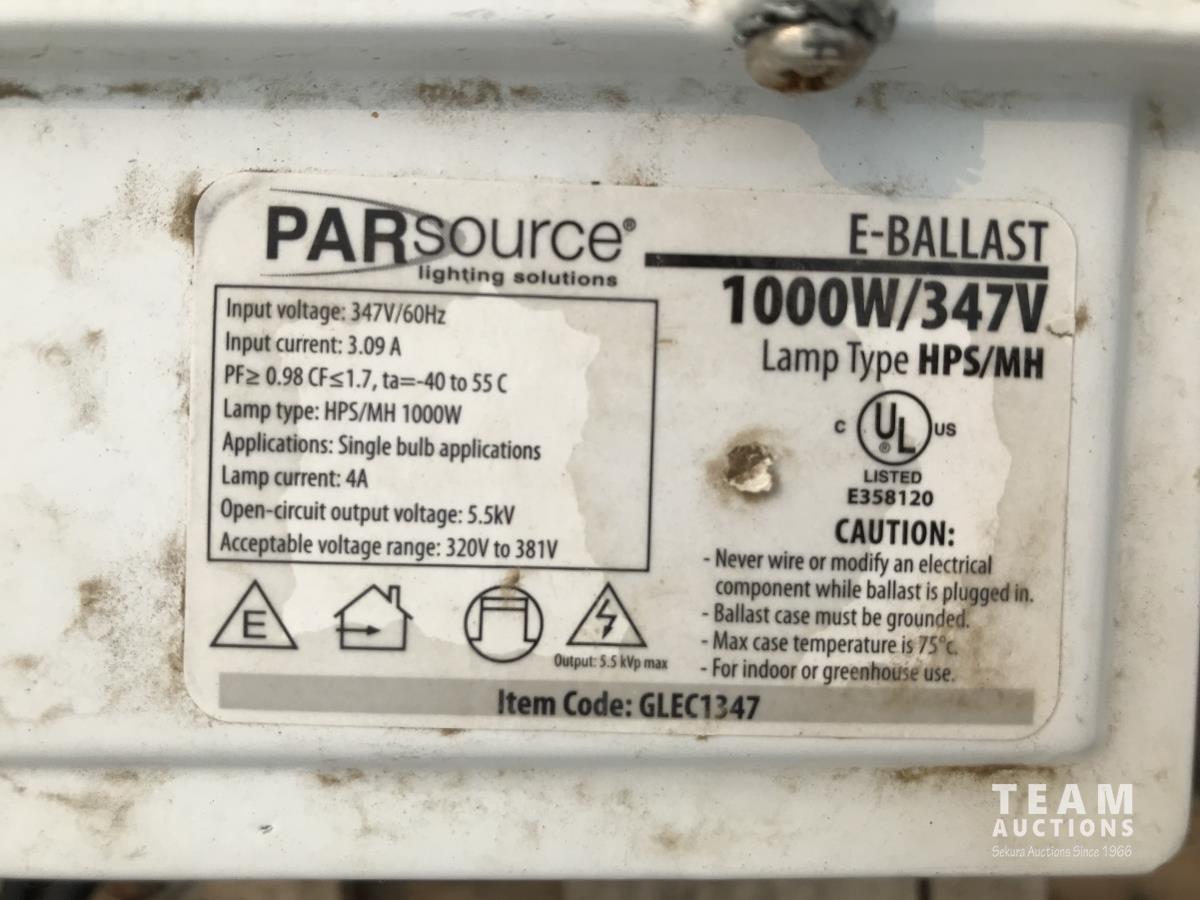 PARsource®
lighting solutions
E-BALLAST
1000W/347V
Lamp Type HPS/MH
Input voltage: 347V/60Hz
Input current: 3.09 A
PF≥ 0.98 CF≤1.7, ta=-40 to 55 C
Lamp type: HPS/MH 1000W
Applications: Single bulb applications
Lamp current: 4A
Open-circuit output voltage: 5.5kV
Acceptable voltage range: 320V to 381V
C UL® US
LISTED
E358120
CAUTION:
- Never wire or modify an electrical
component while ballast is plugged in.
- Ballast case must be grounded.
- Max case temperature is 75°c.
- For indoor or greenhouse use.
E
Output: 5.5 kVp max
Item Code: GLEC1347
TEAM
AUCTIONS
Sekura Auctions Since 1966